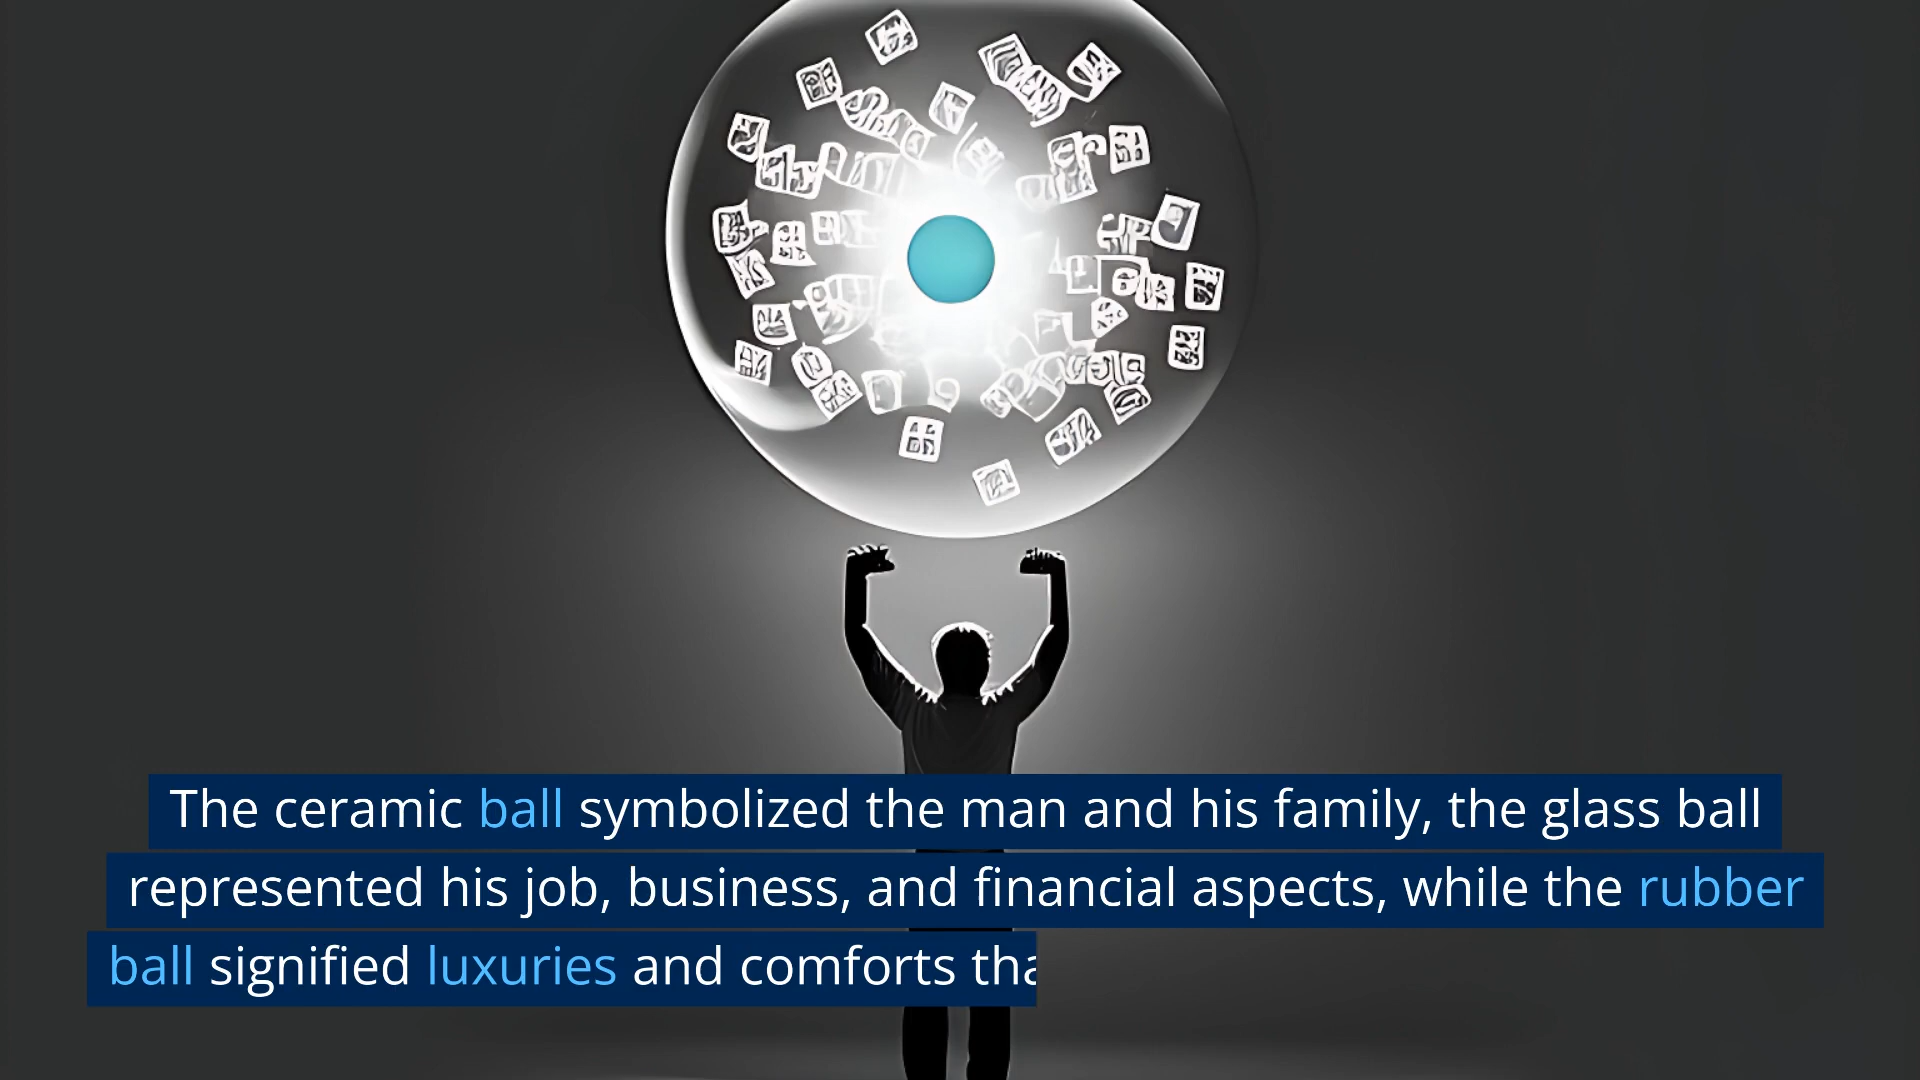 The ceramic ball symbolized the man and his family, the glass ball
represented his job, business, and financial aspects, while the rubber
ball signified luxuries and comforts tha